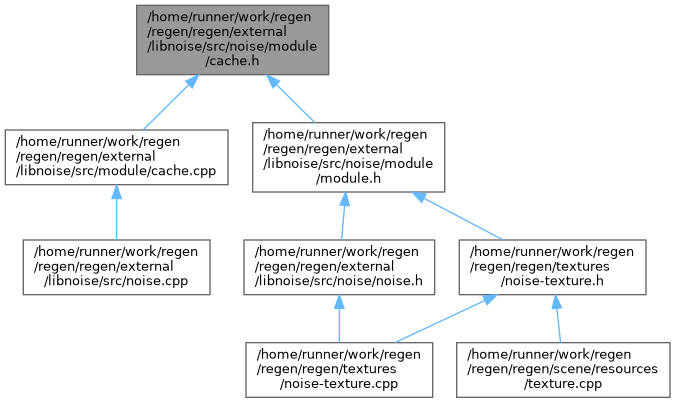 /home/runner/work/regen
/regen/regen/external
/libnoise/src/noise/module
/cache.h
/home/runner/work/regen
/regen/regen/external
/libnoise/src/module/cache.cpp
/home/runner/work/regen
/regen/regen/external
/libnoise/src/noise/module
/module.h
/home/runner/work/regen
/regen/regen/external
/libnoise/src/noise.cpp
/home/runner/work/regen
/regen/regen/external
/libnoise/src/noise/noise.h
/home/runner/work/regen
/regen/regen/textures
/noise-texture.h
/home/runner/work/regen
/regen/regen/textures
/noise-texture.cpp
/home/runner/work/regen
/regen/regen/scene/resources
/texture.cpp